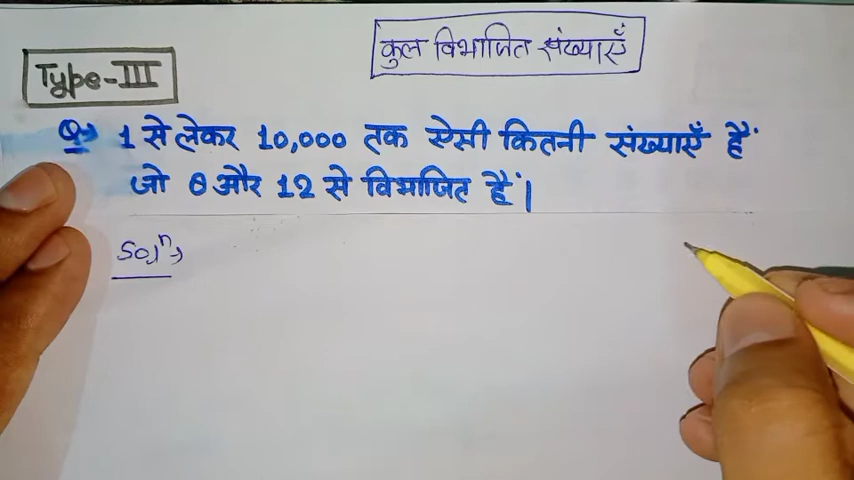 कुल विभाजित संख्याएँ
Type-III
Q→ 1 से लेकर 10,000 तक ऐसी कितनी संख्याएँ हैं
जो 8 और 12 से विभाजित हैं।
Solⁿ→